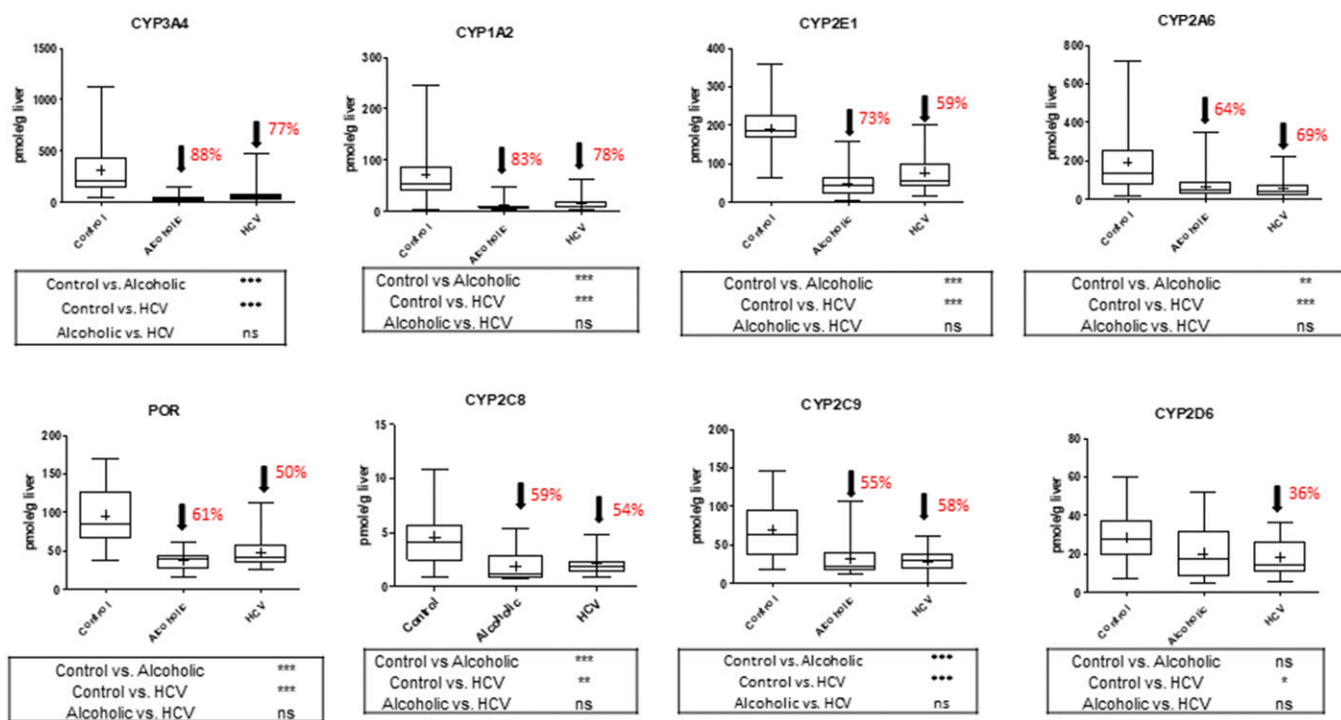 CYP3A4
1500
1000
500
0
pmole/g liver
88%
77%
Control
Alcoholic
HCV
Control vs. Alcoholic ***
Control vs. HCV ***
Alcoholic vs. HCV ns
CYP1A2
300
200
100
0
pmole/g liver
83%
78%
Control
Alcoholic
HCV
Control vs Alcoholic ***
Control vs. HCV ***
Alcoholic vs. HCV ns
CYP2E1
400
300
200
100
0
pmole/g liver
73%
59%
Control
Alcoholic
HCV
Control vs. Alcoholic ***
Control vs. HCV ***
Alcoholic vs. HCV ns
CYP2A6
800
600
400
200
0
pmole/g liver
64%
69%
Control
Alcoholic
HCV
Control vs. Alcoholic **
Control vs. HCV ***
Alcoholic vs. HCV ns
POR
200
150
100
50
0
pmole/g liver
61%
50%
Control
Alcoholic
HCV
Control vs. Alcoholic ***
Control vs. HCV ***
Alcoholic vs. HCV ns
CYP2C8
15
10
5
0
pmole/g liver
59%
54%
Control
Alcoholic
HCV
Control vs. Alcoholic ***
Control vs. HCV **
Alcoholic vs. HCV ns
CYP2C9
200
150
100
50
0
pmole/g liver
55%
58%
Control
Alcoholic
HCV
Control vs. Alcoholic ***
Control vs. HCV ***
Alcoholic vs. HCV ns
CYP2D6
80
60
40
20
0
pmole/g liver
36%
Control
Alcoholic
HCV
Control vs. Alcoholic ns
Control vs. HCV *
Alcoholic vs. HCV ns